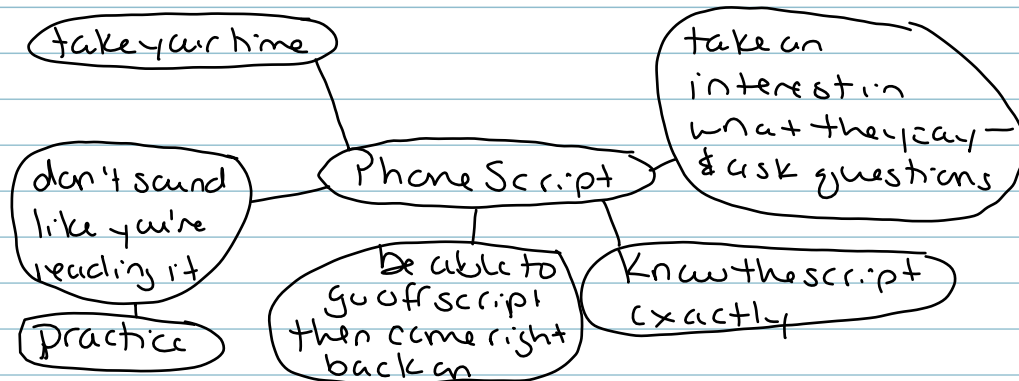 take your time
take an
interest in
what they say —
& ask questions
Phone Script
don't sound
like you're
reading it
practice
be able to
go off script
then come right
back on
Know the script
exactly